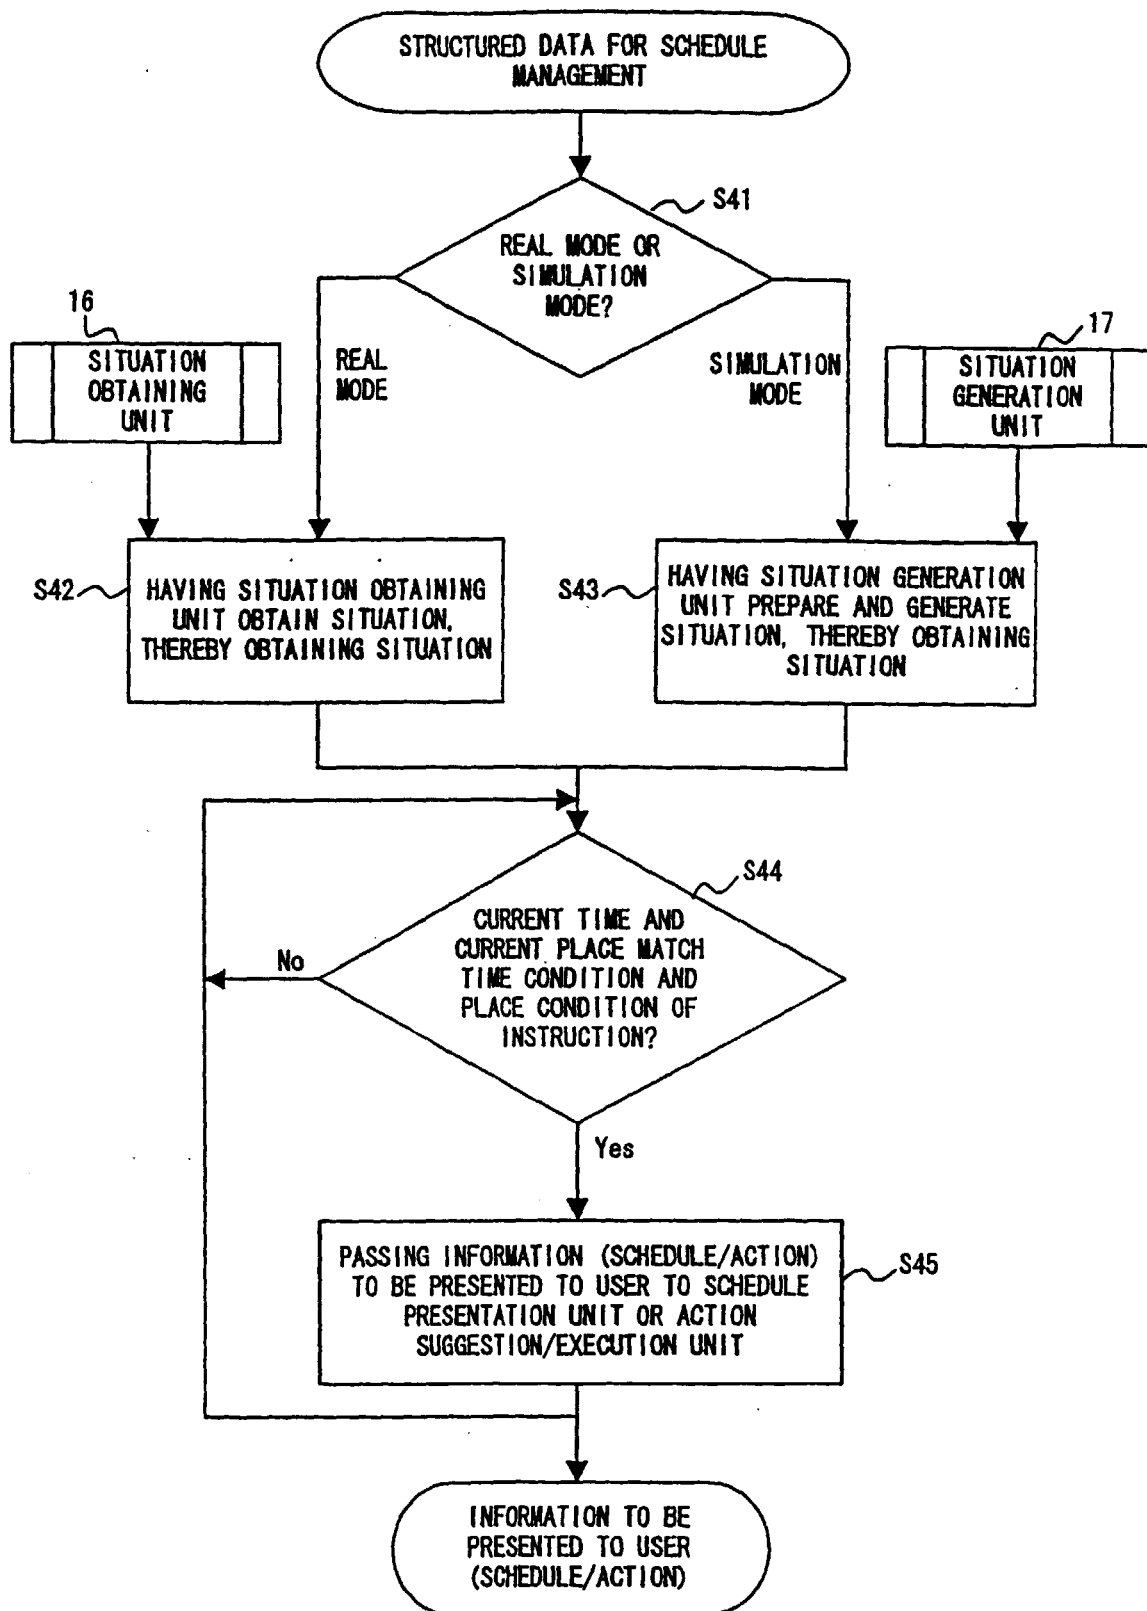 STRUCTURED DATA FOR SCHEDULE
MANAGEMENT
S41
REAL MODE OR
SIMULATION
MODE?
16
SITUATION
OBTAINING
UNIT
REAL
MODE
SIMULATION
MODE
17
SITUATION
GENERATION
UNIT
S42
HAVING SITUATION OBTAINING
UNIT OBTAIN SITUATION,
THEREBY OBTAINING SITUATION
S43
HAVING SITUATION GENERATION
UNIT PREPARE AND GENERATE
SITUATION, THEREBY OBTAINING
SITUATION
S44
CURRENT TIME AND
CURRENT PLACE MATCH
TIME CONDITION AND
PLACE CONDITION OF
INSTRUCTION?
No
Yes
PASSING INFORMATION (SCHEDULE/ACTION)
TO BE PRESENTED TO USER TO SCHEDULE
PRESENTATION UNIT OR ACTION
SUGGESTION/EXECUTION UNIT
S45
INFORMATION TO BE
PRESENTED TO USER
(SCHEDULE/ACTION)